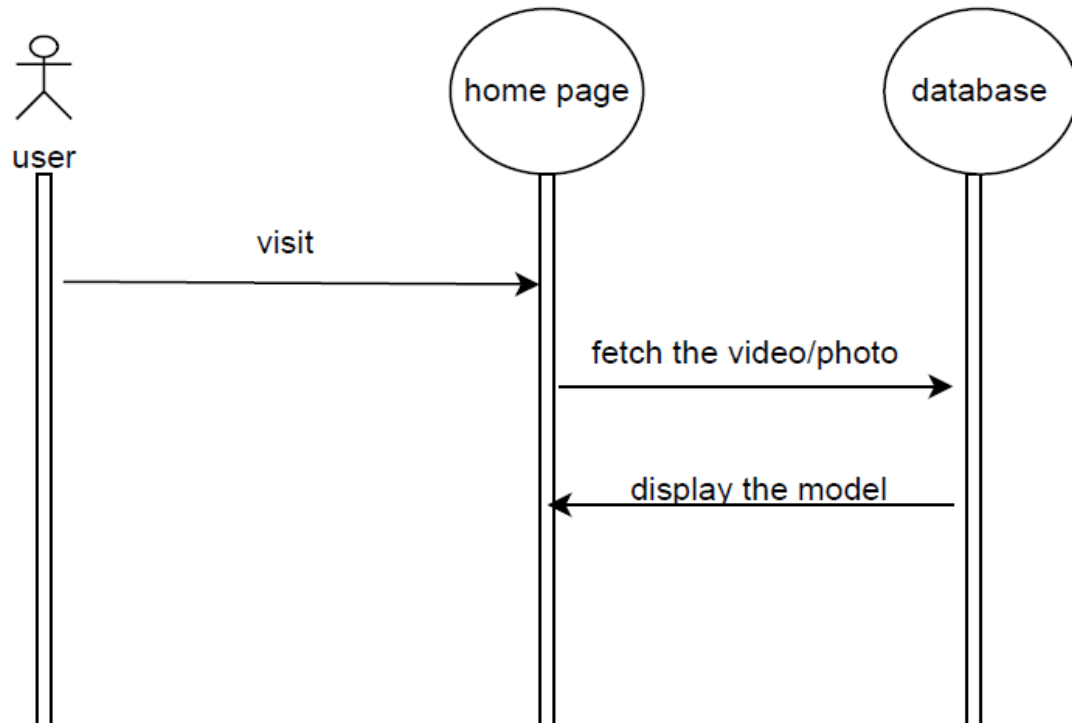 home page
database
user
visit
fetch the video/photo
display the model